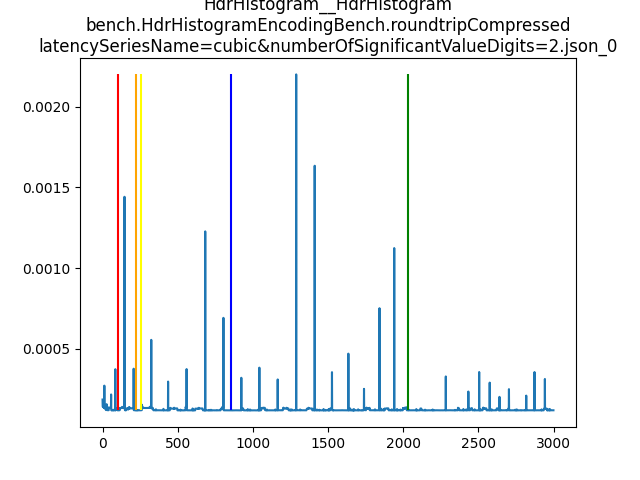 HdrHistogram__HdrHistogram
bench.HdrHistogramEncodingBench.roundtripCompressed
latencySeriesName=cubic&numberOfSignificantValueDigits=2.json_0
0.0020
0.0015
0.0010
0.0005
0 500 1000 1500 2000 2500 3000